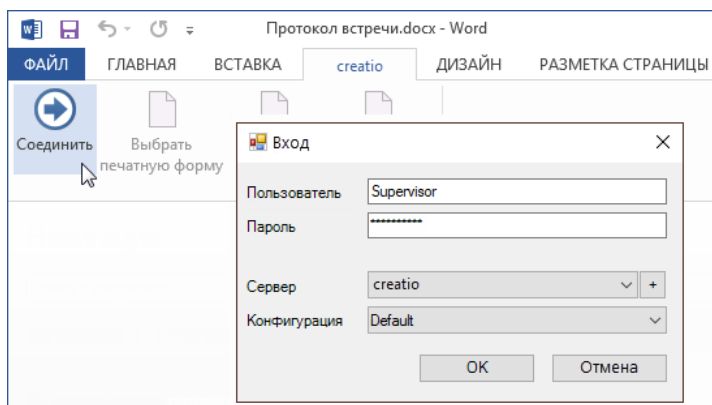 Протокол встречи.docx - Word
ФАЙЛ ГЛАВНАЯ ВСТАВКА creatio ДИЗАЙН РАЗМЕТКА СТРАНИЦЫ
Соединить
Выбрать
печатную форму
Вход
Пользователь Supervisor
Пароль **********
Сервер creatio +
Конфигурация Default
OK Отмена